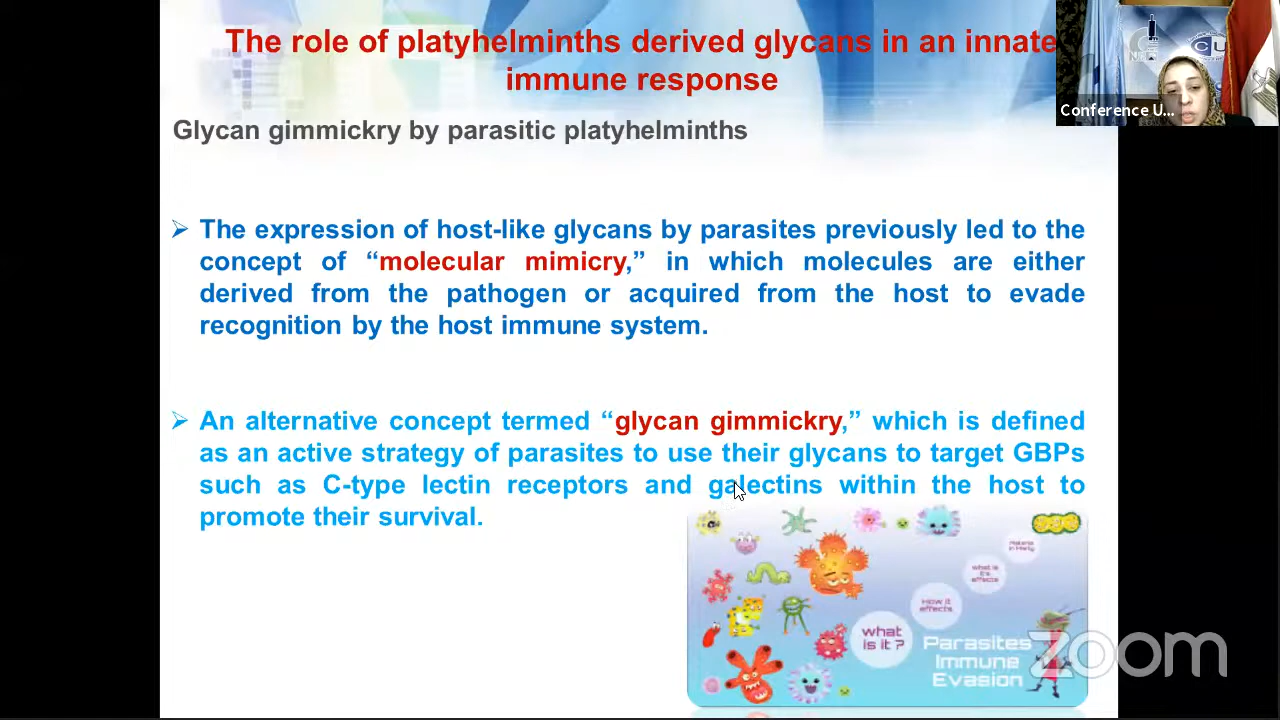 The role of platyhelminths derived glycans in an innate
immune response
Glycan gimmickry by parasitic platyhelminths
Conference U...
The expression of host-like glycans by parasites previously led to the
concept of “molecular mimicry,” in which molecules are either
derived from the pathogen or acquired from the host to evade
recognition by the host immune system.
An alternative concept termed “glycan gimmickry,” which is defined
as an active strategy of parasites to use their glycans to target GBPs
such as C-type lectin receptors and galectins within the host to
promote their survival.
what is
it's
effects
How it
effects
what
is it ?
Parasites
Immune
Evasion
zoom